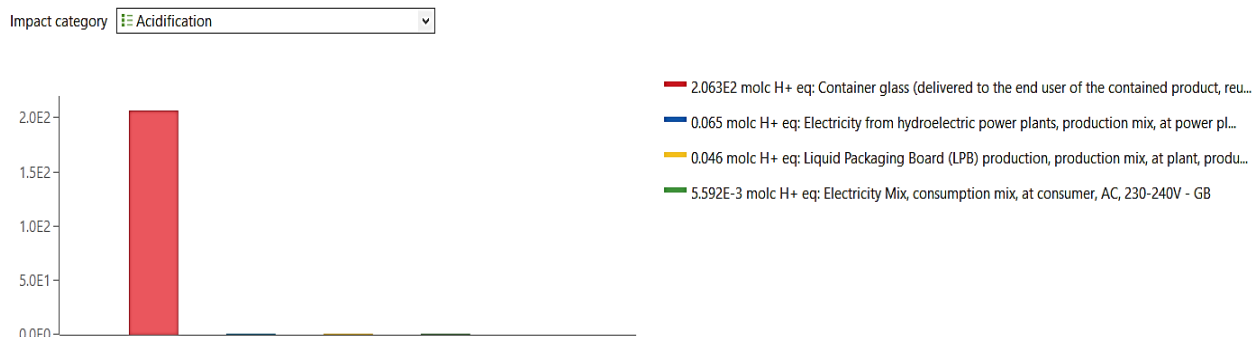 Impact category Acidification
2.0E2
1.5E2
1.0E2
5.0E1
0.0E0
2.063E2 molc H+ eq: Container glass (delivered to the end user of the contained product, reu...
0.065 molc H+ eq: Electricity from hydroelectric power plants, production mix, at power pl...
0.046 molc H+ eq: Liquid Packaging Board (LPB) production, production mix, at plant, produ...
5.592E-3 molc H+ eq: Electricity Mix, consumption mix, at consumer, AC, 230-240V - GB